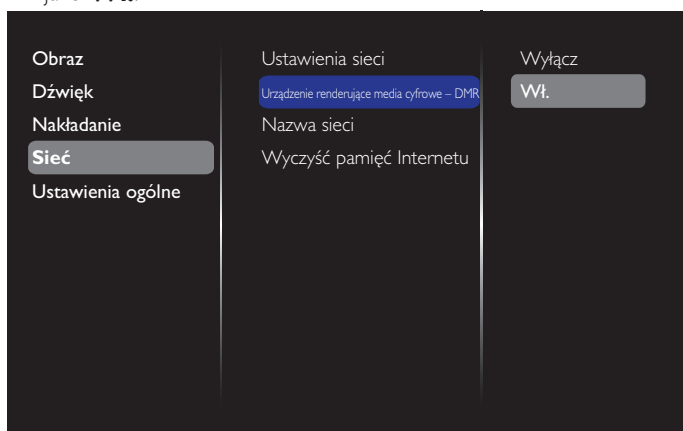 Obraz
Dźwięk
Nakładanie
Sieć
Ustawienia ogólne
Ustawienia sieci
Urządzenie renderujące media cyfrowe – DMR
Nazwa sieci
Wyczyść pamięć Internetu
Wyłącz
Wł.